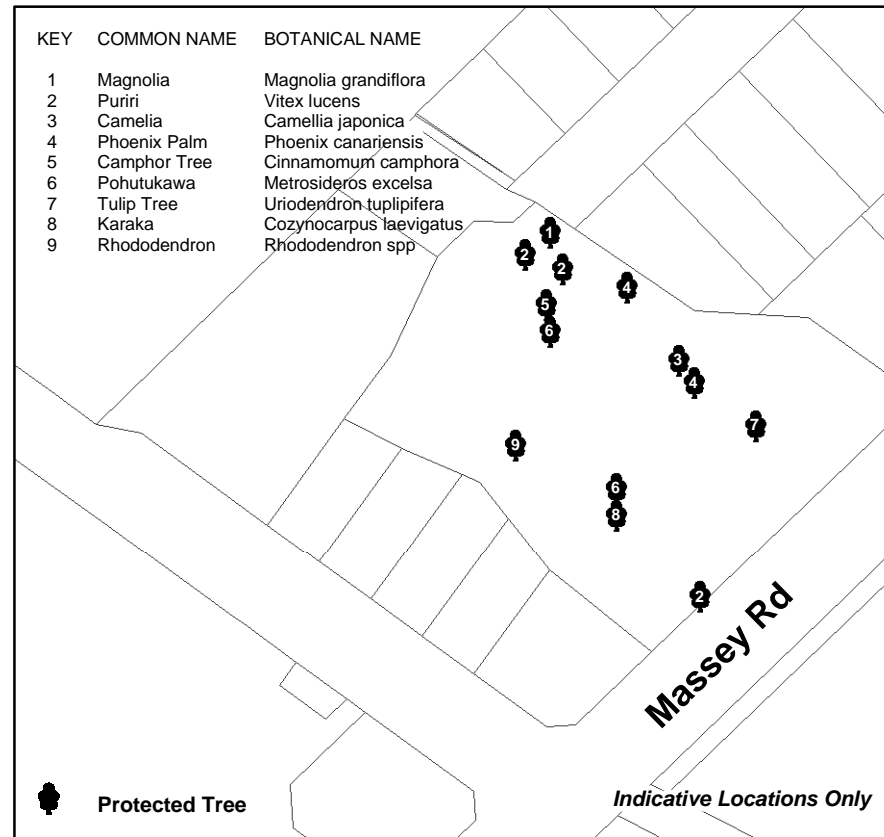 KEY COMMON NAME BOTANICAL NAME
1 Magnolia Magnolia grandiflora
2 Puriri Vitex lucens
3 Camelia Camellia japonica
4 Phoenix Palm Phoenix canariensis
5 Camphor Tree Cinnamomum camphora
6 Pohutukawa Metrosideros excelsa
7 Tulip Tree Uriodendron tuplipifera
8 Karaka Cozynocarpus laevigatus
9 Rhododendron Rhododendron spp
1
2
2
4
5
6
3
4
7
9
6
8
2
Massey Rd
Protected Tree
Indicative Locations Only